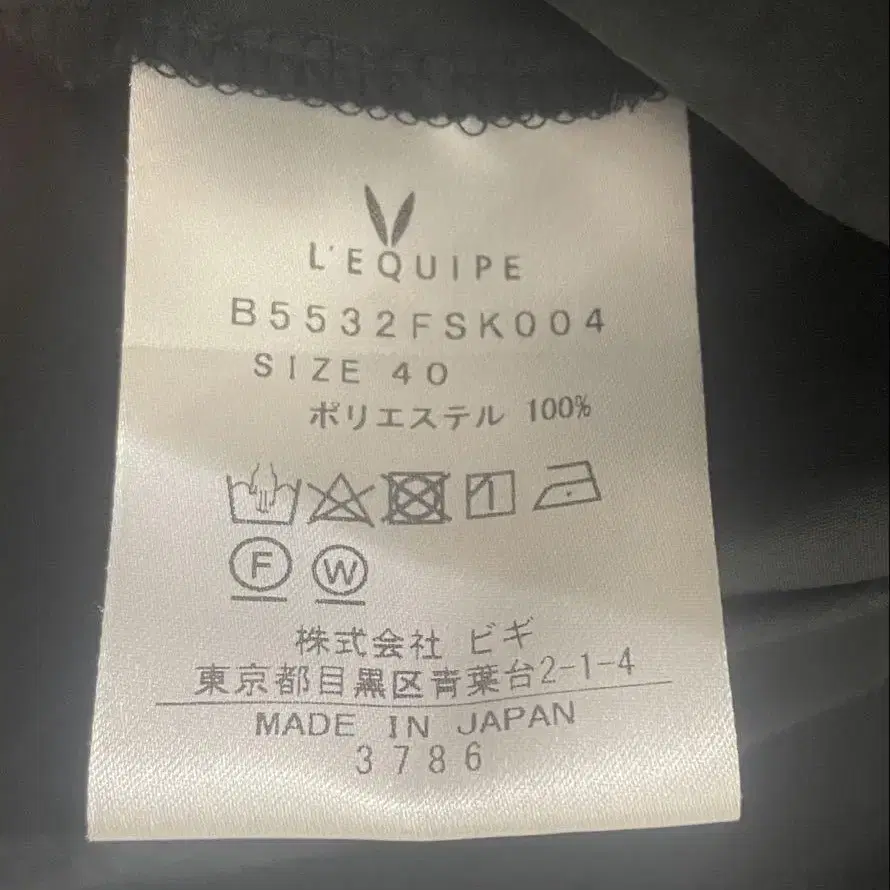 L'EQUIPE
B5532FSK004
SIZE 40
ポリエステル 100%
F W
株式会社 ビギ
東京都目黒区青葉台2-1-4
MADE IN JAPAN
3786